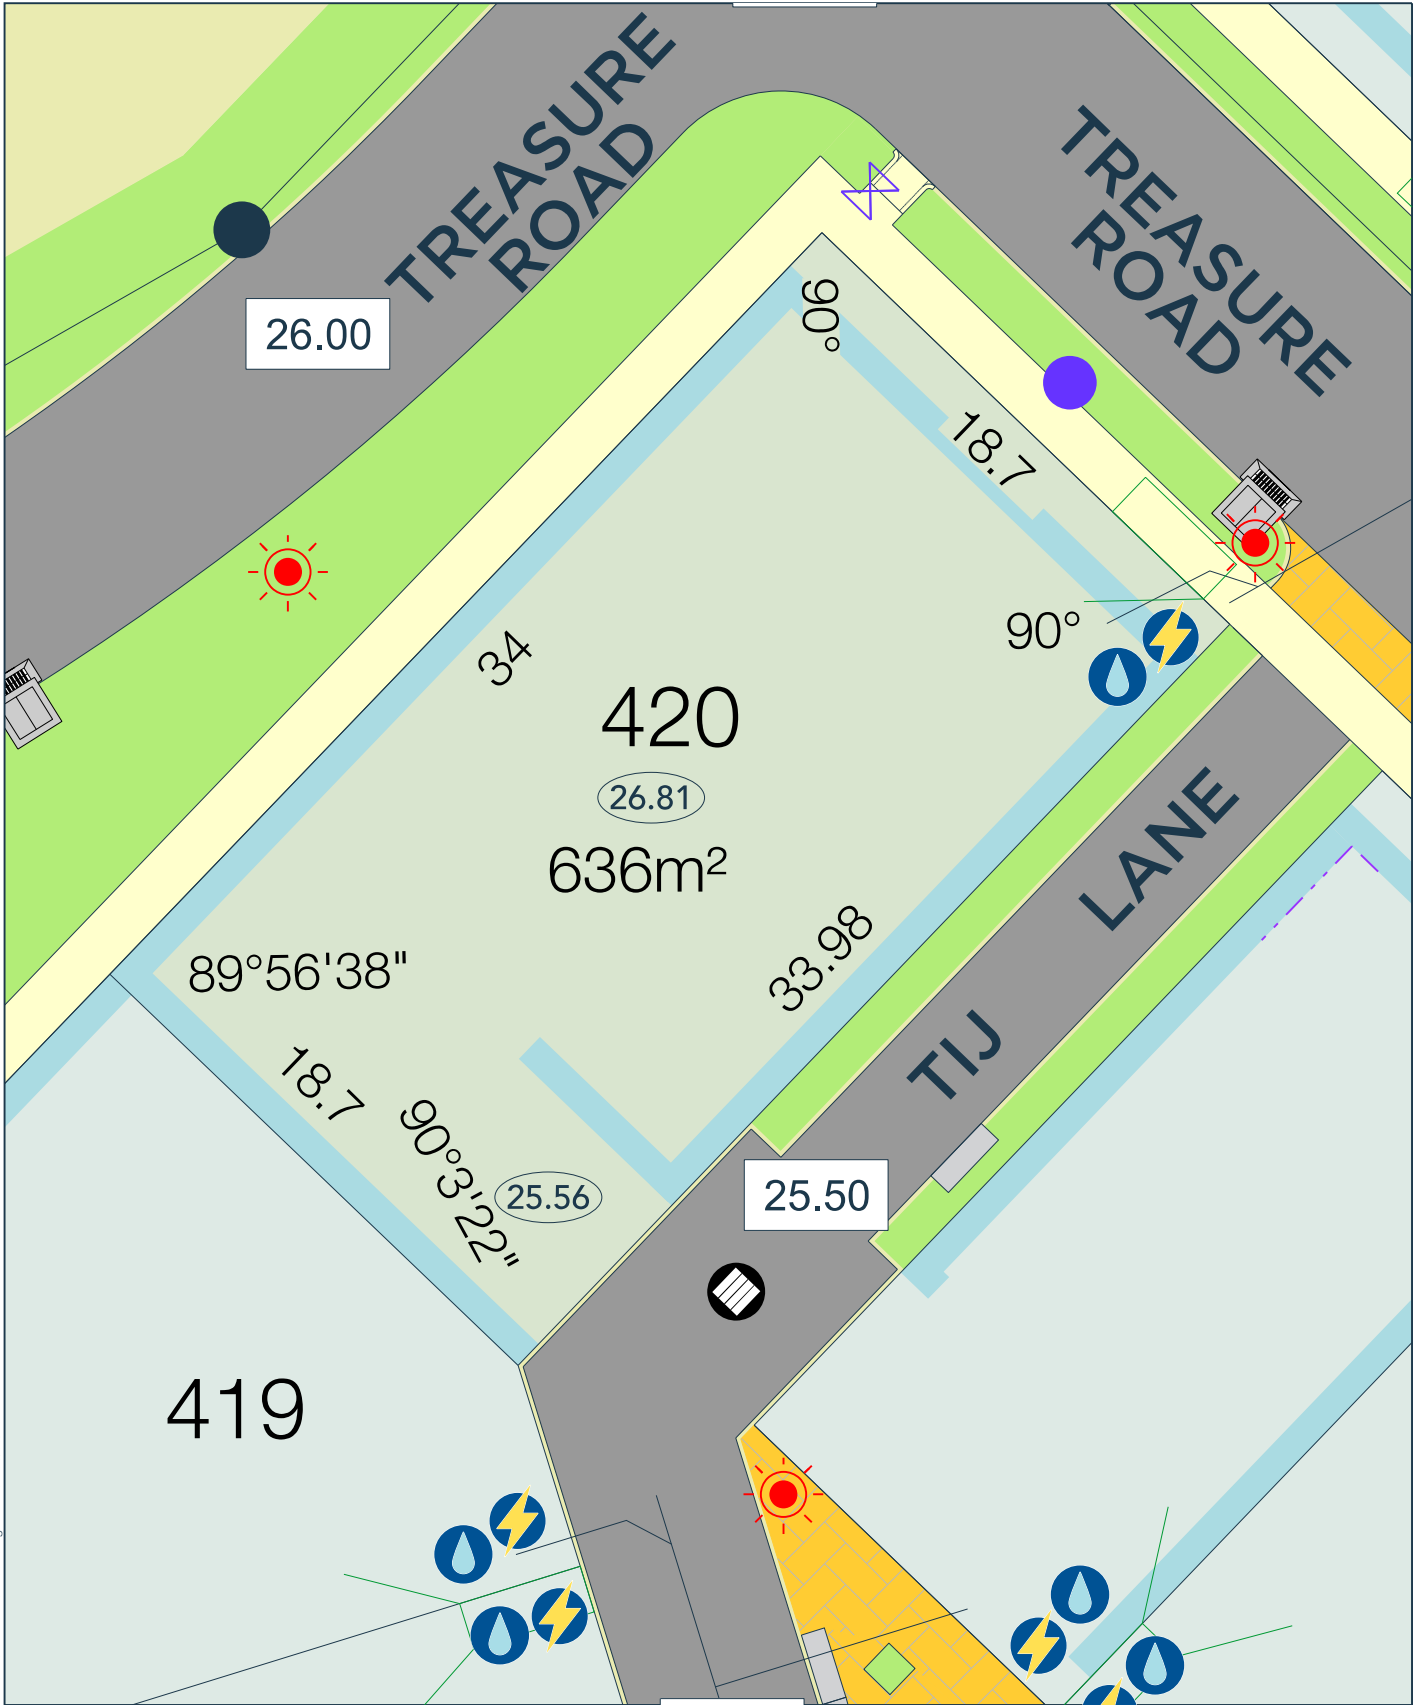 TREASURE
ROAD
TREASURE
ROAD
26.00
90°
18.7
34
90°
420
26.81
636m²
LANE
TIJ
33.98
89°56'38"
18.7
90°3'22"
25.56
25.50
419